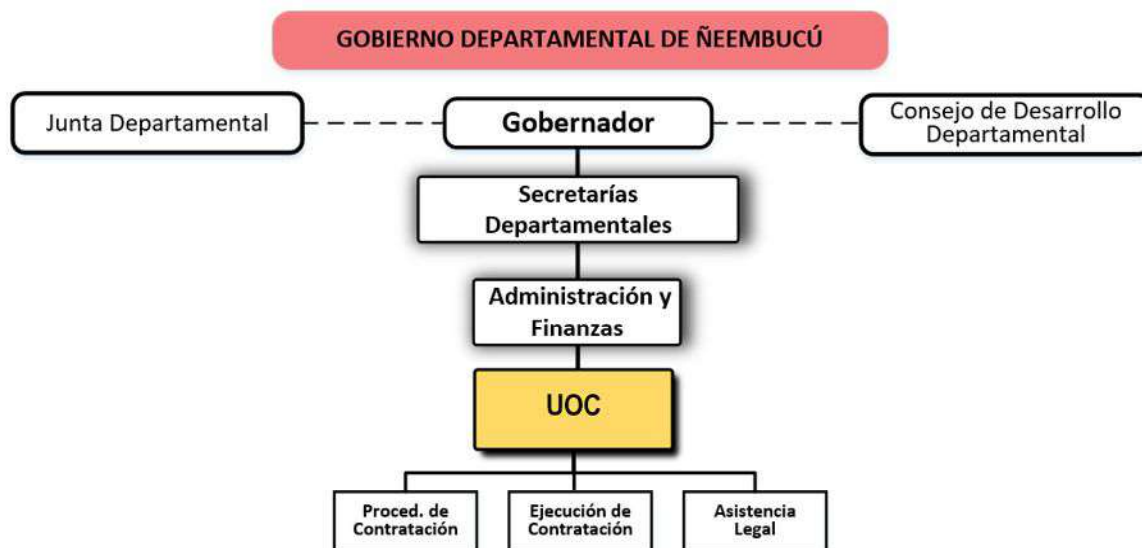 GOBIERNO DEPARTAMENTAL DE ÑEEMBUCÚ
Junta Departamental
Gobernador
Consejo de Desarrollo
Departamental
Secretarías
Departamentales
Administración y
Finanzas
UOC
Proced. de
Contratación
Ejecución de
Contratación
Asistencia
Legal